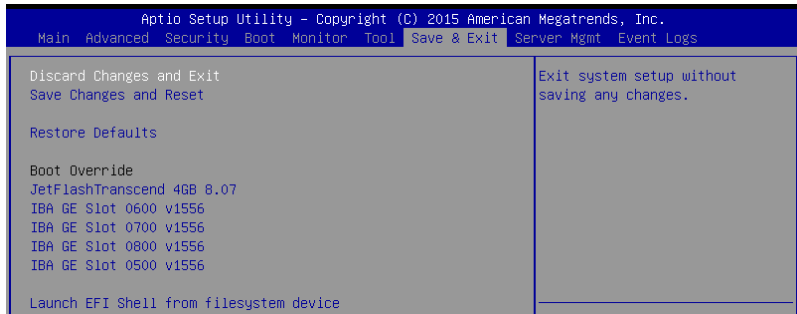 Aptio Setup Utility – Copyright (C) 2015 American Megatrends, Inc.
Main Advanced Security Boot Monitor Tool Save & Exit Server Mgmt Event Logs
Discard Changes and Exit
Save Changes and Reset
Restore Defaults
Boot Override
JetFlashTranscend 4GB 8.07
IBA GE Slot 0600 v1556
IBA GE Slot 0700 v1556
IBA GE Slot 0800 v1556
IBA GE Slot 0500 v1556
Launch EFI Shell from filesystem device
Exit system setup without
saving any changes.